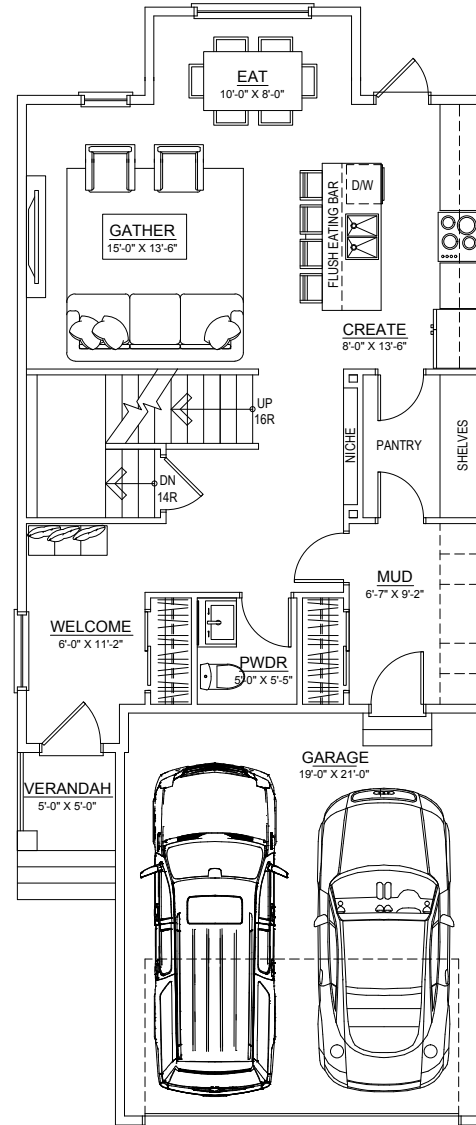 EAT
10'-0" X 8'-0"
D/W
FLUSH EATING BAR
GATHER
15'-0" X 13'-6"
CREATE
8'-0" X 13'-6"
UP
16R
NICHE
PANTRY
SHELVES
DN
14R
MUD
6'-7" X 9'-2"
WELCOME
6'-0" X 11'-2"
PWDR
5'-0" X 5'-5"
GARAGE
19'-0" X 21'-0"
VERANDAH
5'-0" X 5'-0"